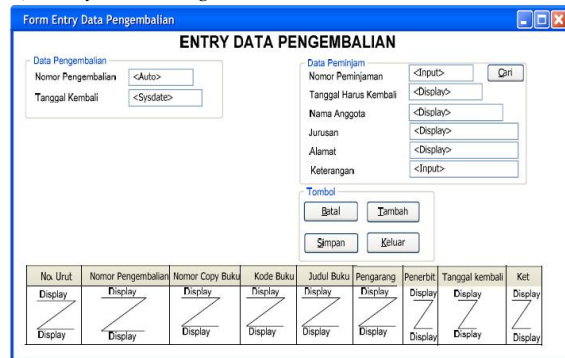 Form Entry Data Pengembalian
ENTRY DATA PENGEMBALIAN
Data Pengembalian
Nomor Pengembalian <Auto>
Tanggal Kembali <Sysdate>
Data Peminjam
Nomor Peminjaman <Input> Cari
Tanggal Harus Kembali <Display>
Nama Anggota <Display>
Jurusan <Display>
Alamat <Display>
Keterangan <Input>
Tombol
Batal Tambah
Simpan Keluar
No. Urut Nomor Pengembalian Nomor Copy Buku Kode Buku Judul Buku Pengarang Penerbit Tanggal kembali Ket
Display Display Display Display Display Display Display Display Display
Display Display Display Display Display Display Display Display Display